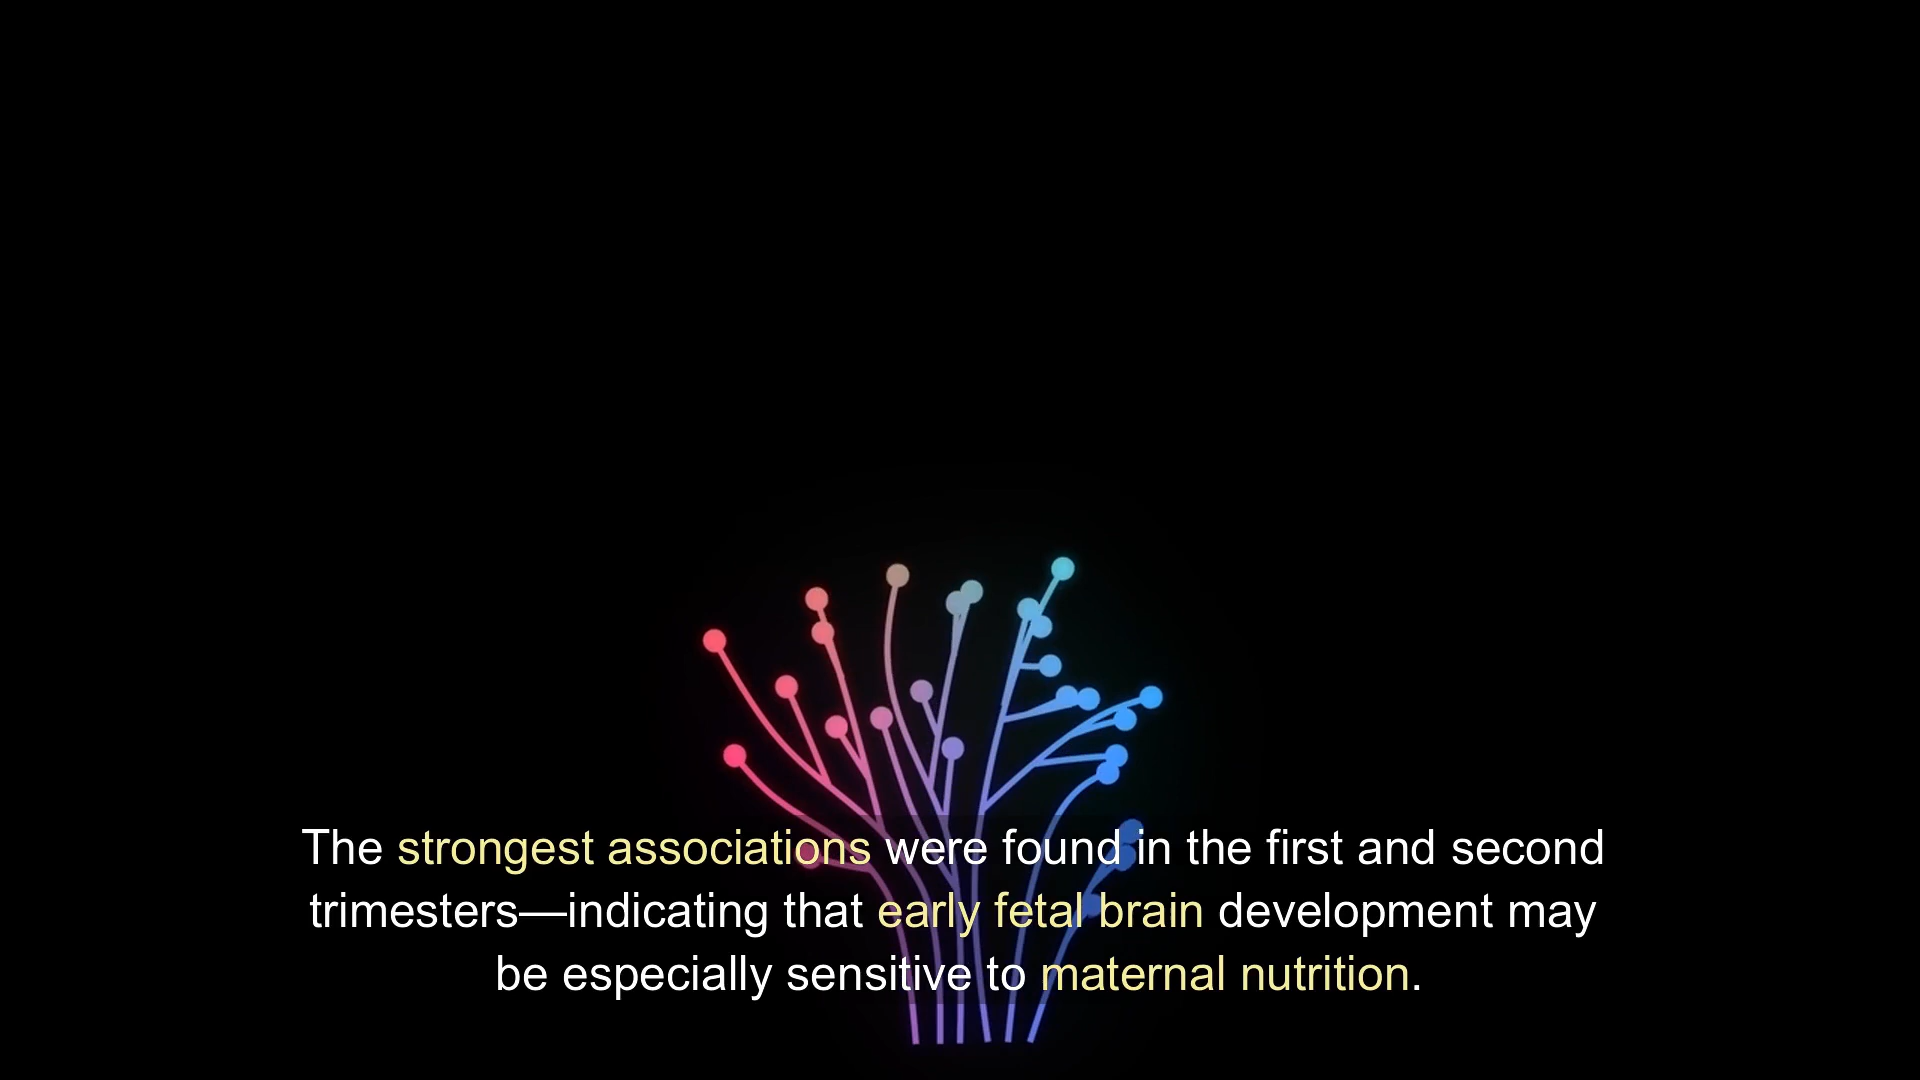 The strongest associations were found in the first and second
trimesters—indicating that early fetal brain development may
be especially sensitive to maternal nutrition.